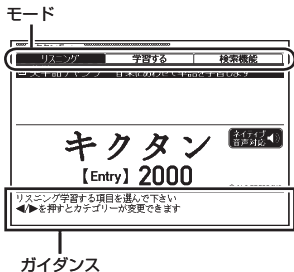 モード
リスニング 学習する 検索機能
キクタン
ネイティブ
音声対応
【Entry】2000
リスニング学習する項目を選んで下さい
◀/▶を押すとカテゴリーが変更できます
ガイダンス